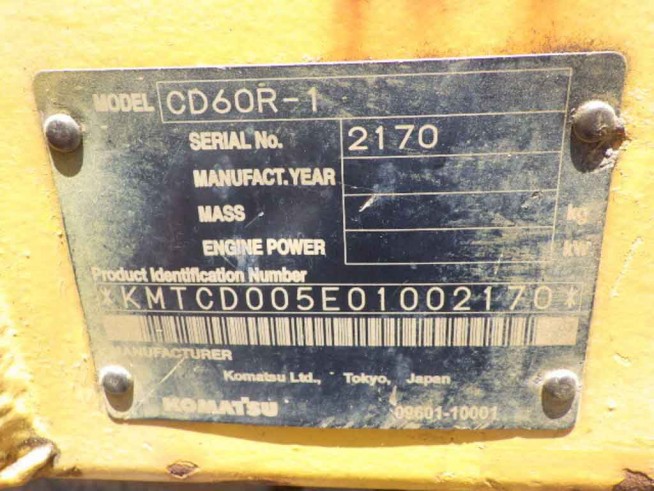 MODEL CD60R-1
SERIAL No. 2170
MANUFACT.YEAR
MASS kg
ENGINE POWER kW
Product Identification Number
*KMTCD005E01002170*
MANUFACTURER
Komatsu Ltd., Tokyo, Japan
KOMATSU 09601-10001